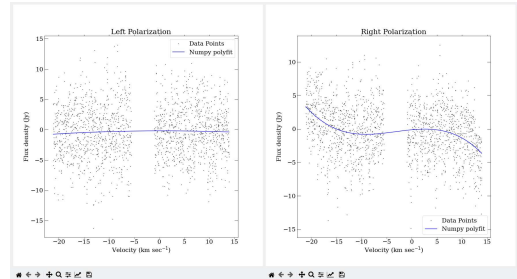 Left Polarization
15
10
5
0
−5
−10
−15
Flux density (Jy)
Data Points
Numpy polyfit
−20 −15 −10 −5 0 5 10 15
Velocity (km sec⁻¹)
Right Polarization
10
5
0
−5
−10
−15
Flux density (Jy)
Data Points
Numpy polyfit
−20 −15 −10 −5 0 5 10 15
Velocity (km sec⁻¹)